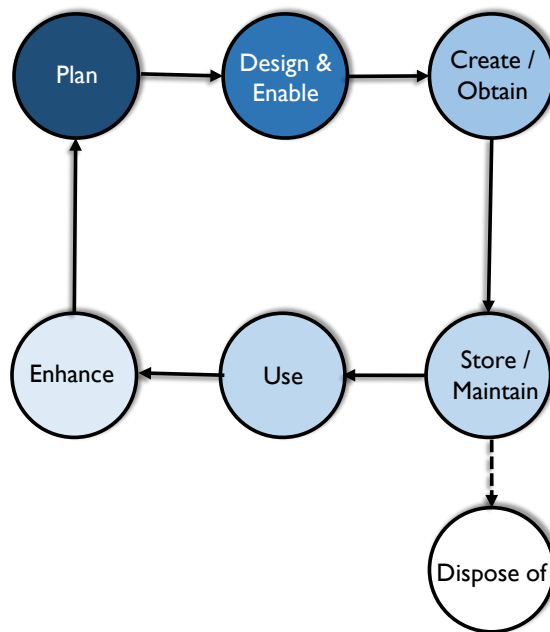 Plan
Design &
Enable
Create /
Obtain
Enhance
Use
Store /
Maintain
Dispose of